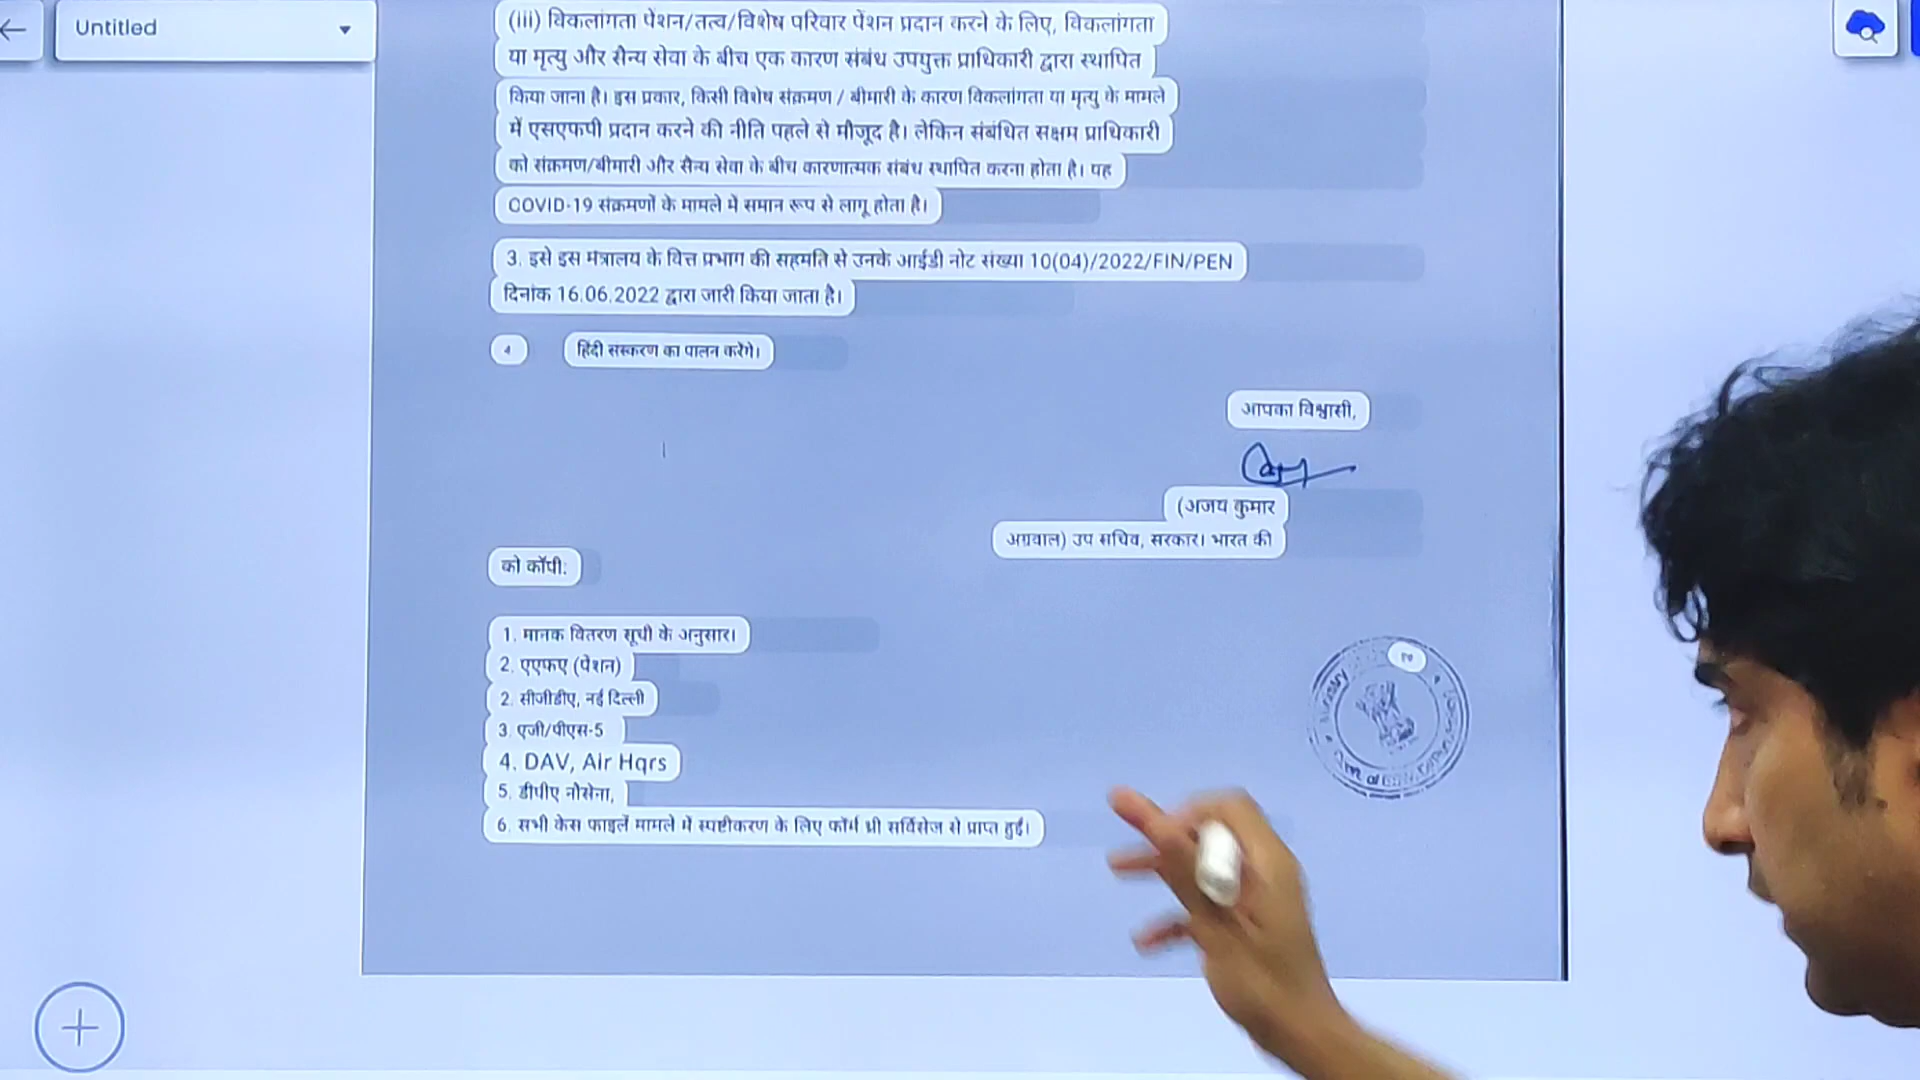 Untitled
(iii) विकलांगता पेंशन/तत्व/विशेष परिवार पेंशन प्रदान करने के लिए, विकलांगता
या मृत्यु और सैन्य सेवा के बीच एक कारण संबंध उपयुक्त प्राधिकारी द्वारा स्थापित
किया जाना है। इस प्रकार, किसी विशेष संक्रमण / बीमारी के कारण विकलांगता या मृत्यु के मामले
में एसएफपी प्रदान करने की नीति पहले से मौजूद है। लेकिन संबंधित सक्षम प्राधिकारी
को संक्रमण/बीमारी और सैन्य सेवा के बीच कारणात्मक संबंध स्थापित करना होता है। यह
COVID-19 संक्रमणों के मामले में समान रूप से लागू होता है।
3. इसे इस मंत्रालय के वित्त प्रभाग की सहमति से उनके आईडी नोट संख्या 10(04)/2022/FIN/PEN
दिनांक 16.06.2022 द्वारा जारी किया जाता है।
4 हिंदी संस्करण का पालन करेंगे।
आपका विश्वासी,
(अजय कुमार
अग्रवाल) उप सचिव, सरकार। भारत की
को कॉपी:
1. मानक वितरण सूची के अनुसार।
2. एएफए (पेंशन)
2. सीजीडीए, नई दिल्ली
3. एजी/पीएस-5
4. DAV, Air Hqrs
5. डीपीए नौसेना,
6. सभी केस फाइलें मामले में स्पष्टीकरण के लिए फॉर्म थ्री सर्विसेज से प्राप्त हुईं।
Ministry